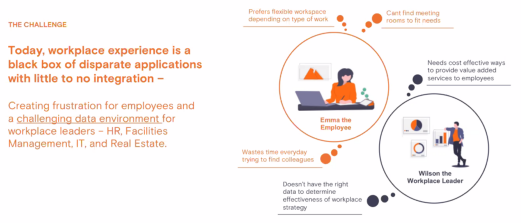 THE CHALLENGE
Today, workplace experience is a
black box of disparate applications
with little to no integration –
Creating frustration for employees and
a challenging data environment for
workplace leaders – HR, Facilities
Management, IT, and Real Estate.
Prefers flexible workspace
depending on type of work
Cant find meeting
rooms to fit needs
Needs cost effective ways
to provide value added
services to employees
Emma the
Employee
Wastes time everyday
trying to find colleagues
Wilson the
Workplace Leader
Doesn't have the right
data to determine
effectiveness of workplace
strategy